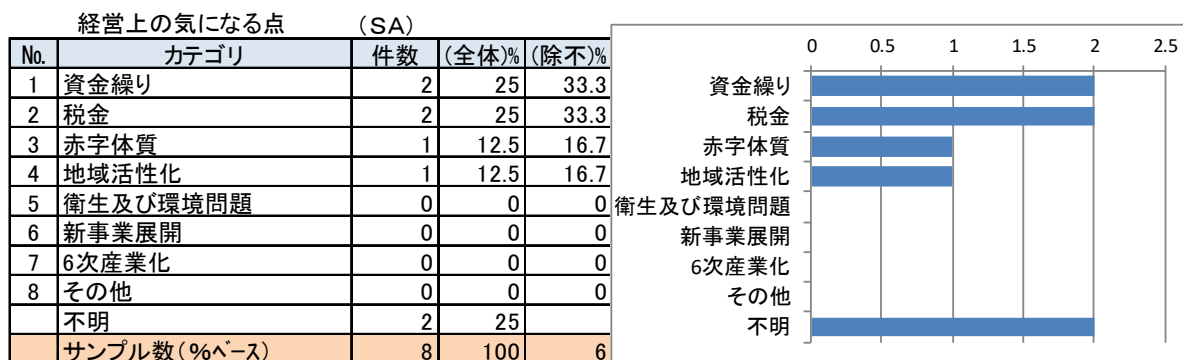 経営上の気になる点 (SA)
No. カテゴリ 件数 (全体)% (除不)%
1 資金繰り 2 25 33.3
2 税金 2 25 33.3
3 赤字体質 1 12.5 16.7
4 地域活性化 1 12.5 16.7
5 衛生及び環境問題 0 0 0
6 新事業展開 0 0 0
7 6次産業化 0 0 0
8 その他 0 0 0
不明 2 25
サンプル数(%ベース) 8 100 6
0 0.5 1 1.5 2 2.5
資金繰り
税金
赤字体質
地域活性化
衛生及び環境問題
新事業展開
6次産業化
その他
不明